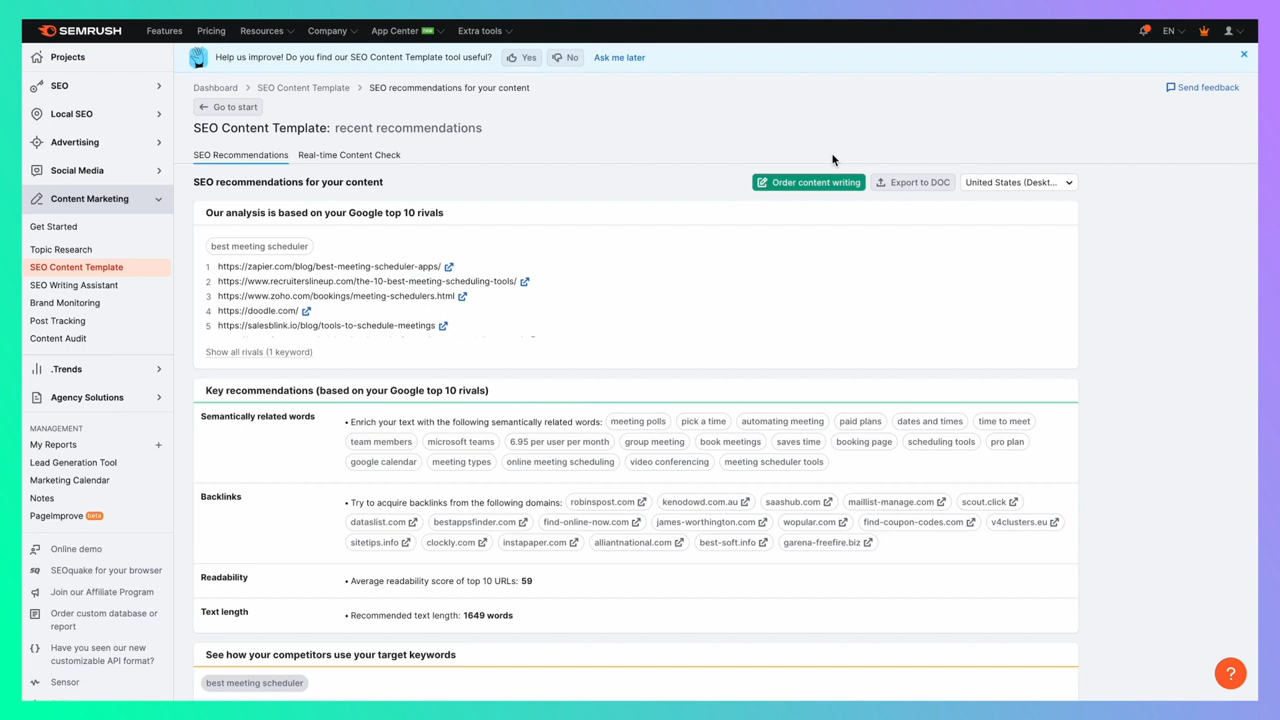 SEMRUSH Features Pricing Resources Company App Center new Extra tools EN
Projects
SEO
Local SEO
Advertising
Social Media
Content Marketing
Get Started
Topic Research
SEO Content Template
SEO Writing Assistant
Brand Monitoring
Post Tracking
Content Audit
.Trends
Agency Solutions
MANAGEMENT
My Reports +
Lead Generation Tool
Marketing Calendar
Notes
PageImprove beta
Online demo
SEOquake for your browser
Join our Affiliate Program
Order custom database or
report
Have you seen our new
customizable API format?
Sensor
Help us improve! Do you find our SEO Content Template tool useful? Yes No Ask me later
Dashboard > SEO Content Template > SEO recommendations for your content Send feedback
← Go to start
SEO Content Template: recent recommendations
SEO Recommendations Real-time Content Check
SEO recommendations for your content Order content writing Export to DOC United States (Deskt...
Our analysis is based on your Google top 10 rivals
best meeting scheduler
1 https://zapier.com/blog/best-meeting-scheduler-apps/
2 https://www.recruiterslineup.com/the-10-best-meeting-scheduling-tools/
3 https://www.zoho.com/bookings/meeting-schedulers.html
4 https://doodle.com/
5 https://salesblink.io/blog/tools-to-schedule-meetings
Show all rivals (1 keyword)
Key recommendations (based on your Google top 10 rivals)
Semantically related words • Enrich your text with the following semantically related words: meeting polls pick a time automating meeting paid plans dates and times time to meet
team members microsoft teams 6.95 per user per month group meeting book meetings saves time booking page scheduling tools pro plan
google calendar meeting types online meeting scheduling video conferencing meeting scheduler tools
Backlinks • Try to acquire backlinks from the following domains: robinspost.com kenodowd.com.au saashub.com maillist-manage.com scout.click
dataslist.com bestappsfinder.com find-online-now.com james-worthington.com wopular.com find-coupon-codes.com v4clusters.eu
sitetips.info clockly.com instapaper.com alliantnational.com best-soft.info garena-freefire.biz
Readability • Average readability score of top 10 URLs: 59
Text length • Recommended text length: 1649 words
See how your competitors use your target keywords
best meeting scheduler
?